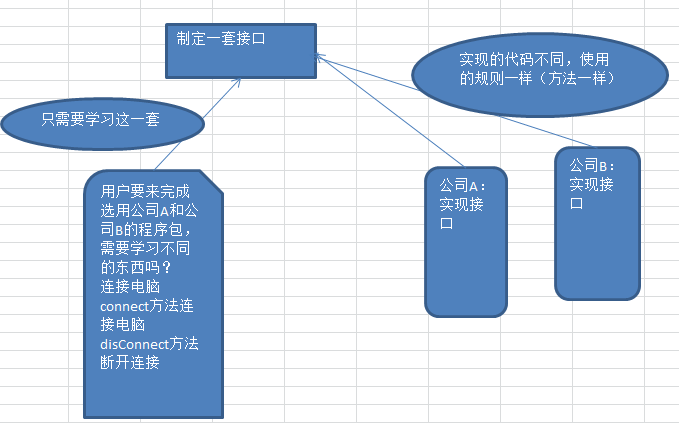 制定一套接口
实现的代码不同，使用
的规则一样（方法一样）
只需要学习这一套
用户要来完成
选用公司A和公
司B的程序包，
需要学习不同
的东西吗？
连接电脑
connect方法连
接电脑
disConnect方法
断开连接
公司A：
实现接
口
公司B：
实现接
口